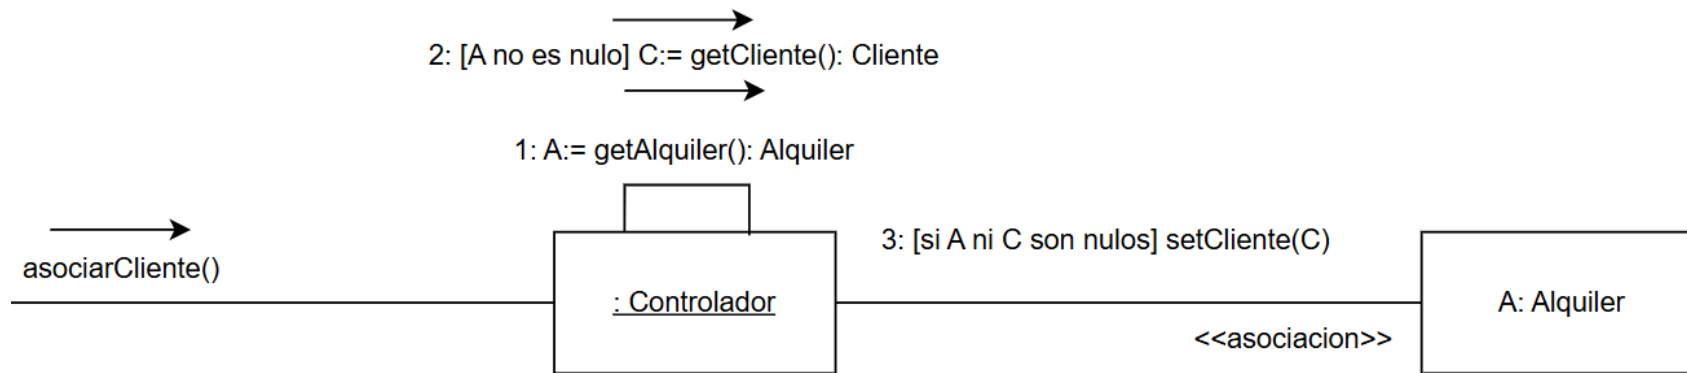 2: [A no es nulo] C:= getCliente(): Cliente
1: A:= getAlquiler(): Alquiler
3: [si A ni C son nulos] setCliente(C)
asociarCliente()
: Controlador
A: Alquiler
<<asociacion>>